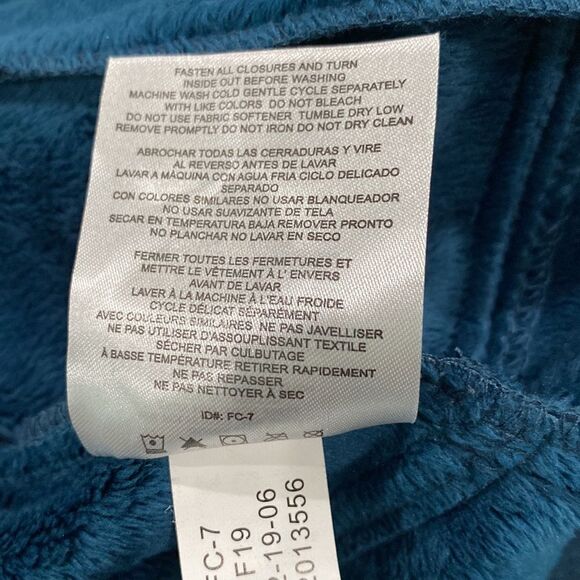 FASTEN ALL CLOSURES AND TURN
INSIDE OUT BEFORE WASHING
MACHINE WASH COLD GENTLE CYCLE SEPARATELY
WITH LIKE COLORS DO NOT BLEACH
DO NOT USE FABRIC SOFTENER TUMBLE DRY LOW
REMOVE PROMPTLY DO NOT IRON DO NOT DRY CLEAN
ABROCHAR TODAS LAS CERRADURAS Y VIRE
AL REVERSO ANTES DE LAVAR
LAVAR A MÁQUINA CON AGUA FRIA CICLO DELICADO
SEPARADO
CON COLORES SIMILARES NO USAR BLANQUEADOR
NO USAR SUAVIZANTE DE TELA
SECAR EN TEMPERATURA BAJA REMOVER PRONTO
NO PLANCHAR NO LAVAR EN SECO
FERMER TOUTES LES FERMETURES ET
METTRE LE VÊTEMENT À L' ENVERS
AVANT DE LAVAR
LAVER À LA MACHINE À L'EAU FROIDE
CYCLE DÉLICAT SÉPARÉMENT
AVEC COULEURS SIMILAIRES NE PAS JAVELLISER
NE PAS UTILISER D'ASSOUPLISSANT TEXTILE
SÉCHER PAR CULBUTAGE
À BASSE TEMPÉRATURE RETIRER RAPIDEMENT
NE PAS REPASSER
NE PAS NETTOYER À SEC
ID#: FC-7
FC-7
F19
2-19-06
2013556